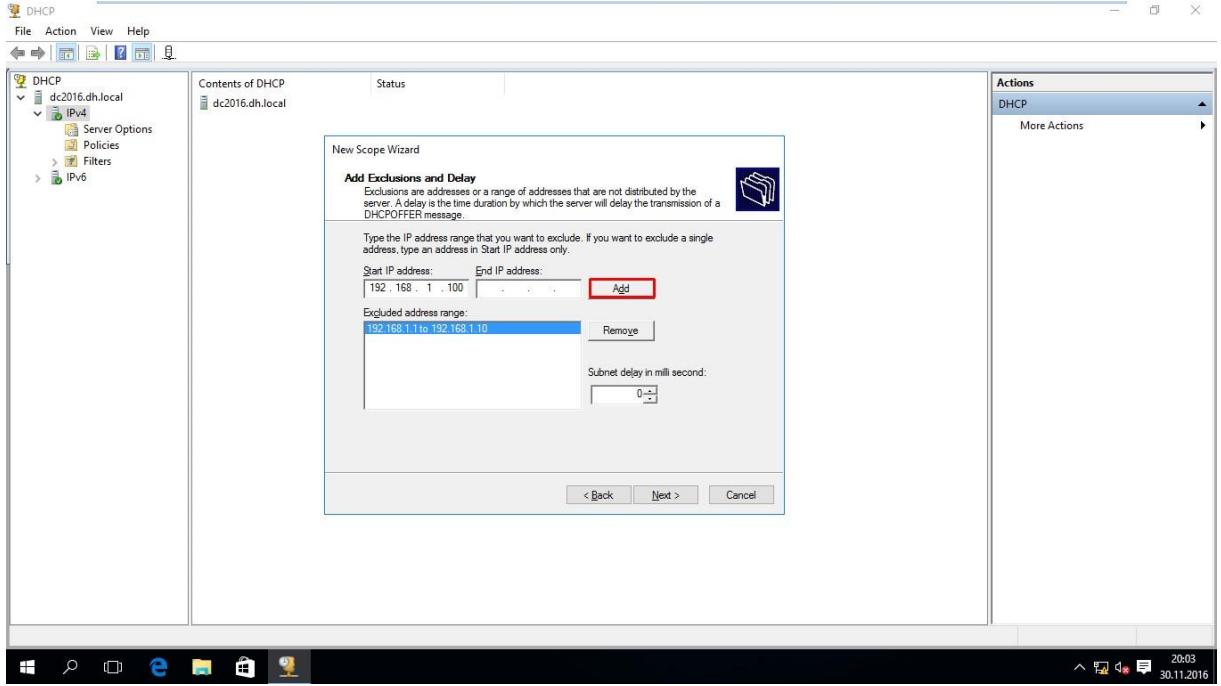 DHCP
File Action View Help
DHCP
dc2016.dh.local
IPv4
Server Options
Policies
Filters
IPv6
Contents of DHCP Status
dc2016.dh.local
New Scope Wizard
Add Exclusions and Delay
Exclusions are addresses or a range of addresses that are not distributed by the
server. A delay is the time duration by which the server will delay the transmission of a
DHCPOFFER message.
Type the IP address range that you want to exclude. If you want to exclude a single
address, type an address in Start IP address only.
Start IP address: End IP address:
192 . 168 . 1 . 100 . . . Add
Excluded address range:
192.168.1.1 to 192.168.1.10
Remove
Subnet delay in milli second:
0
< Back Next > Cancel
Actions
DHCP
More Actions
20:03
30.11.2016